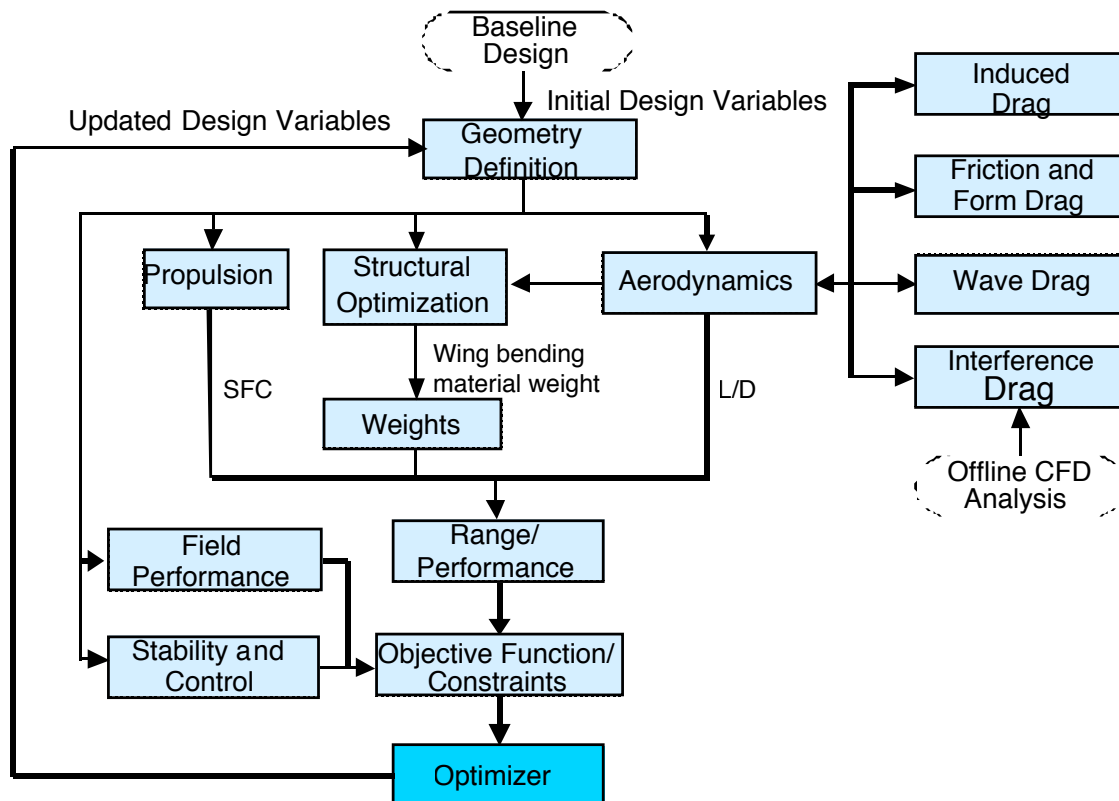 Baseline
Design
Initial Design Variables
Updated Design Variables
Geometry
Definition
Induced
Drag
Friction and
Form Drag
Propulsion
Structural
Optimization
Aerodynamics
Wave Drag
Wing bending
material weight
SFC
L/D
Interference
Drag
Weights
Offline CFD
Analysis
Range/
Performance
Field
Performance
Stability and
Control
Objective Function/
Constraints
Optimizer